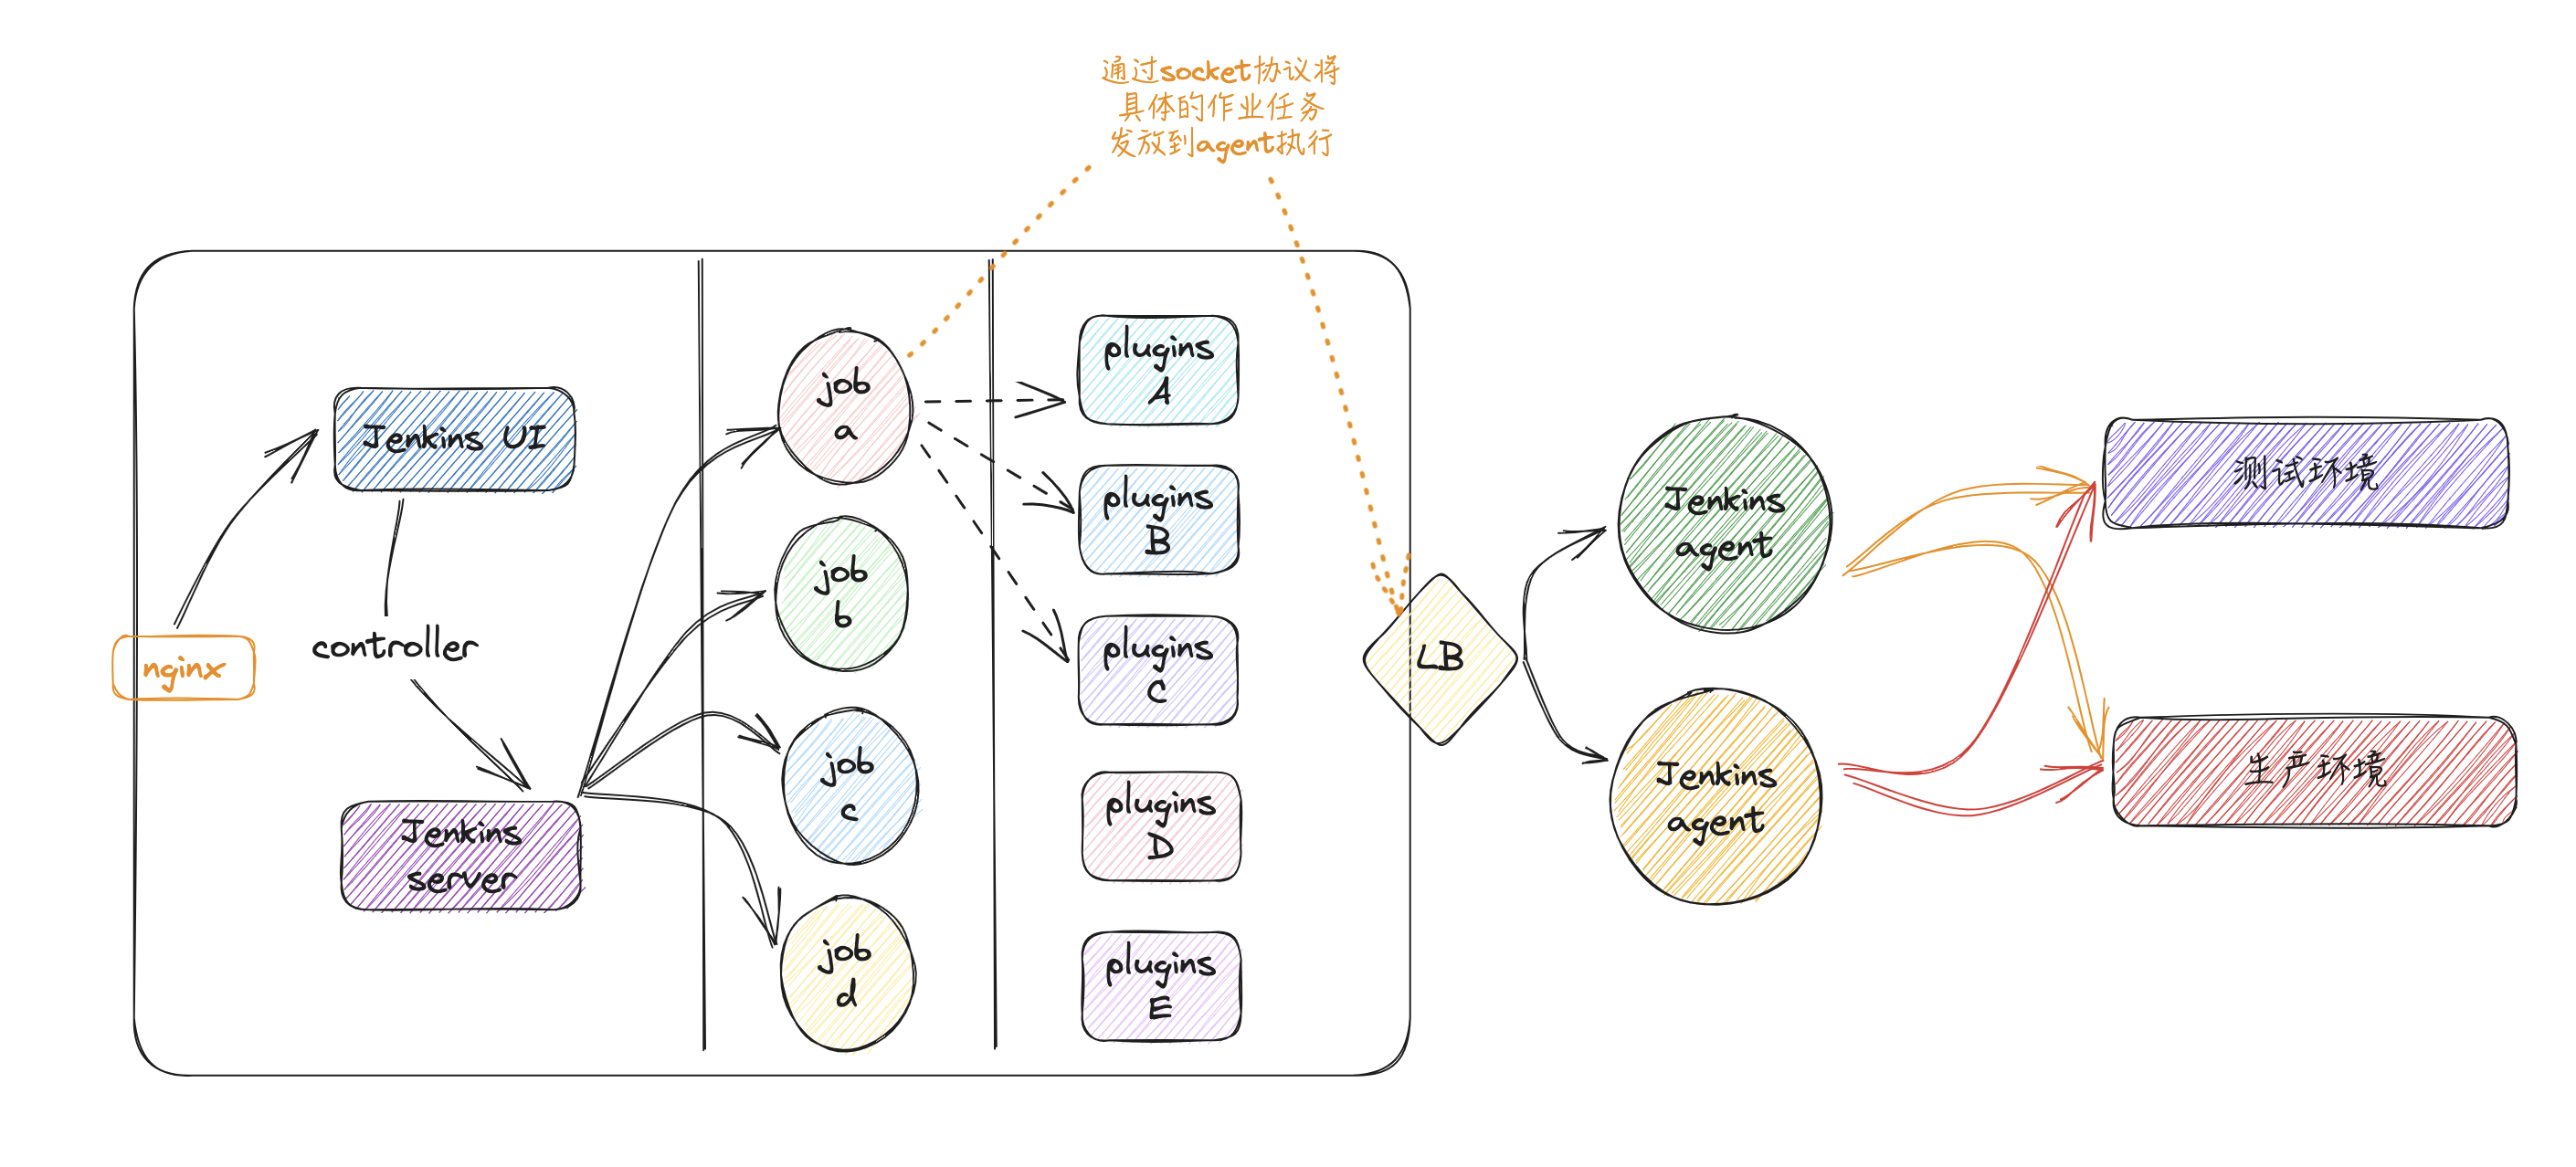 通过socket协议将
具体的作业任务
发放到agent执行
nginx
Jenkins UI
controller
Jenkins
server
job
a
job
b
job
c
job
d
plugins
A
plugins
B
plugins
C
plugins
D
plugins
E
LB
Jenkins
agent
Jenkins
agent
测试环境
生产环境